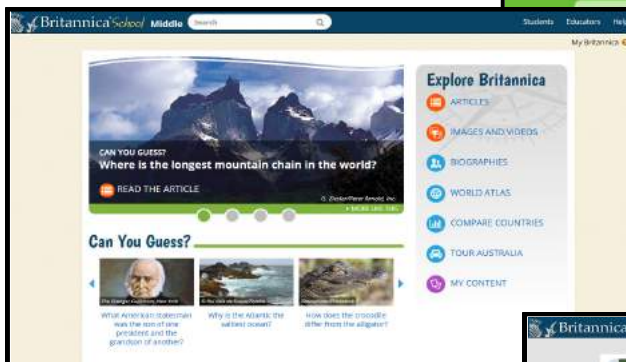 Britannica School Middle Search
Students Educators Help
My Britannica
CAN YOU GUESS?
Where is the longest mountain chain in the world?
READ THE ARTICLE
Explore Britannica
ARTICLES
IMAGES AND VIDEOS
BIOGRAPHIES
WORLD ATLAS
COMPARE COUNTRIES
TOUR AUSTRALIA
MY CONTENT
Can You Guess?
What American statesman
was the son of one
president and the
grandson of another?
Why is the Atlantic the
saltiest ocean?
How does the crocodile
differ from the alligator?
Britannica